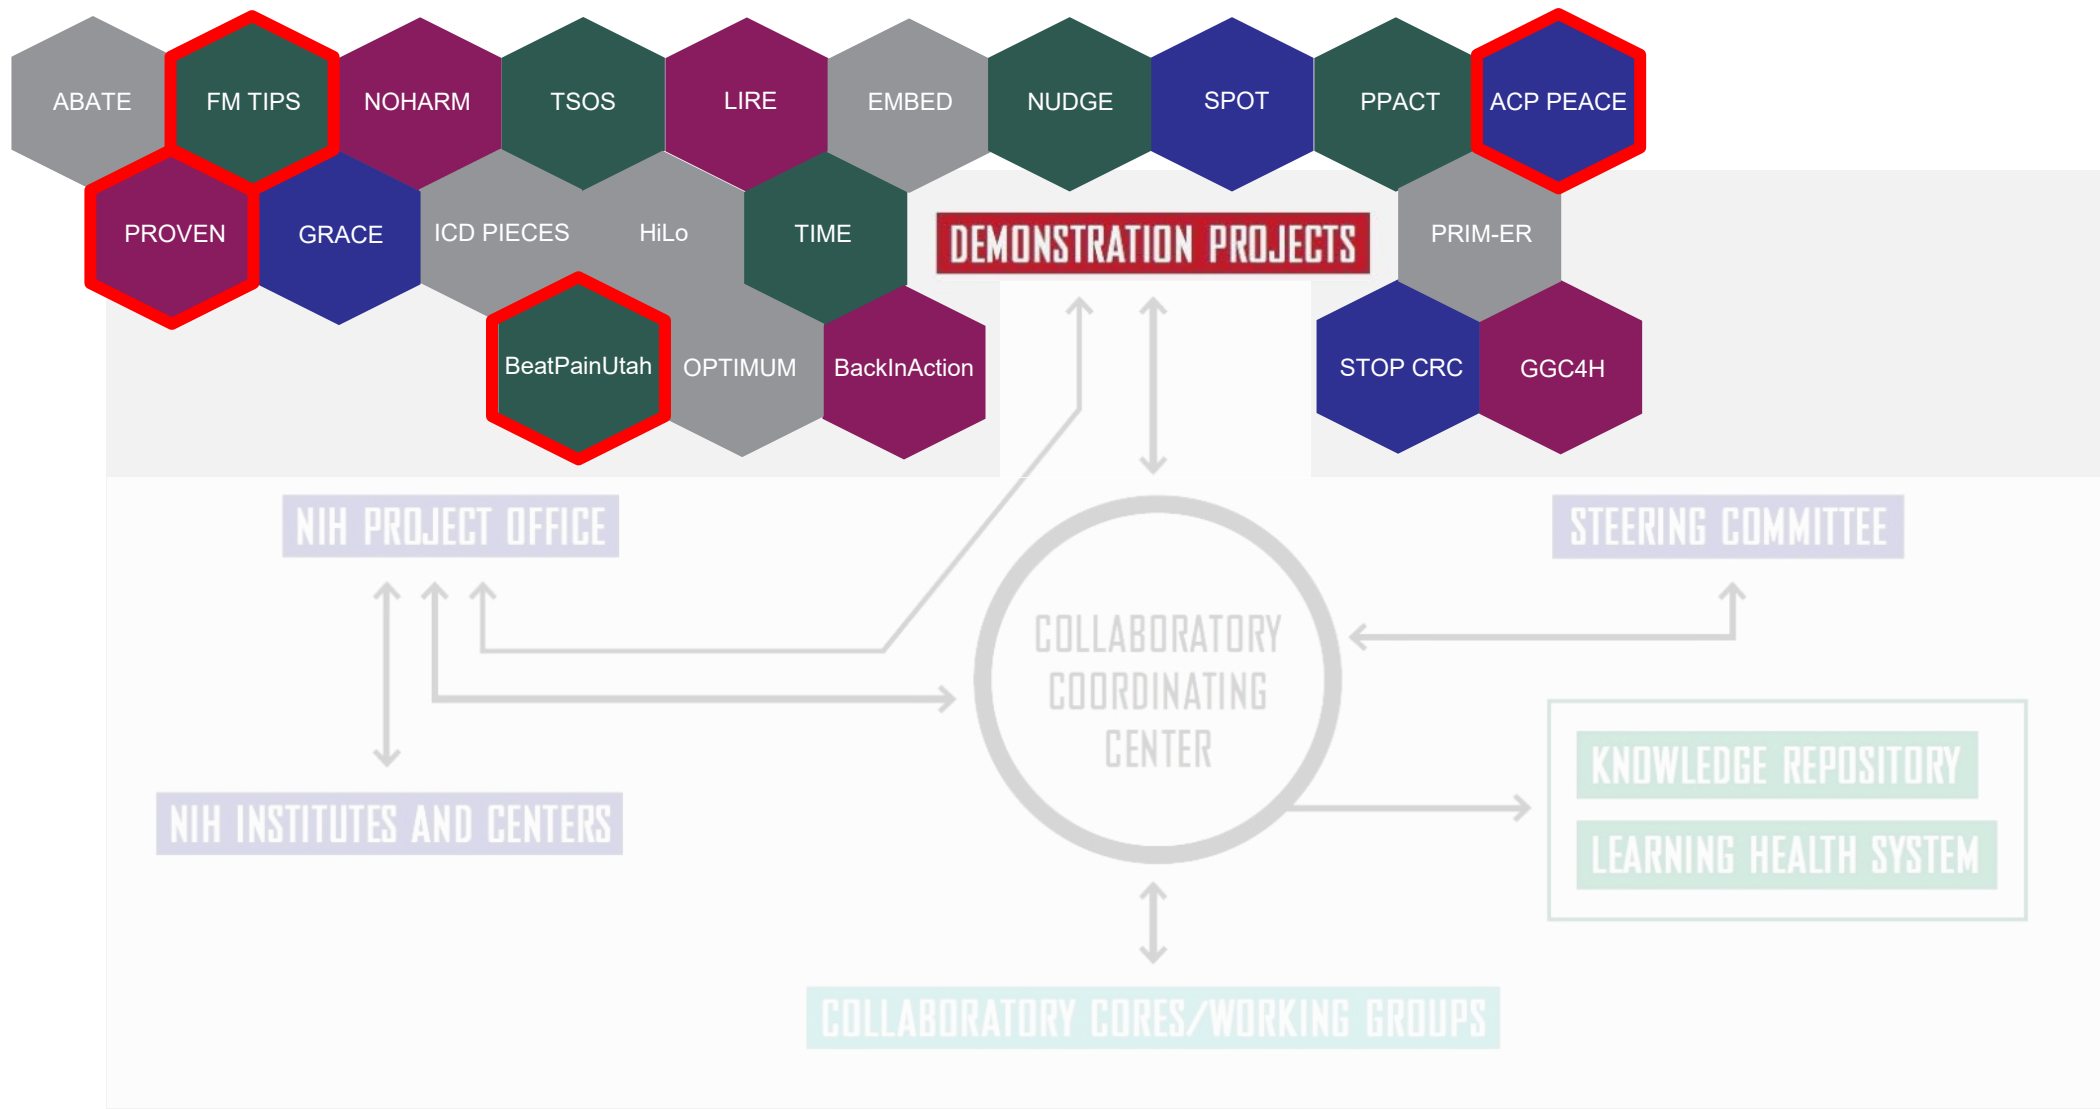 ABATE
FM TIPS
NOHARM
TSOS
LIRE
EMBED
NUDGE
SPOT
PPACT
ACP PEACE
PROVEN
GRACE
ICD PIECES
HiLo
TIME
DEMONSTRATION PROJECTS
PRIM-ER
BeatPainUtah
OPTIMUM
BackInAction
STOP CRC
GGC4H
NIH PROJECT OFFICE
STEERING COMMITTEE
COLLABORATORY
COORDINATING
CENTER
KNOWLEDGE REPOSITORY
NIH INSTITUTES AND CENTERS
LEARNING HEALTH SYSTEM
COLLABORATORY CORES/WORKING GROUPS